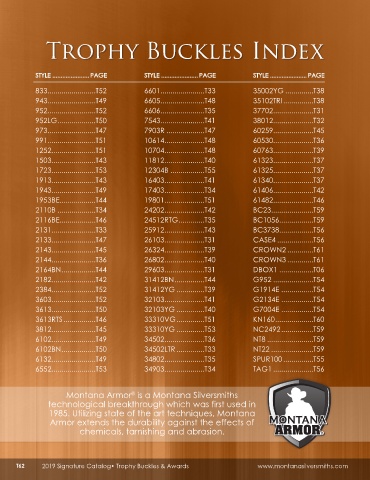 Trophy Buckles Index
STYLE ...................... PAGE
833..........................T52
943..........................T49
952..........................T52
952LG......................T50
973..........................T47
991..........................T51
1252........................T51
1503........................T43
1723........................T53
1913........................T43
1943........................T49
1953BE....................T44
2110B......................T34
2116BE....................T46
2131........................T33
2133........................T47
2143........................T45
2144........................T36
2164BN...................T44
2182........................T42
2384........................T52
3603........................T52
3613........................T50
3613RTS..................T46
3812........................T45
6102........................T49
6102BN...................T50
6132........................T49
6552........................T53
STYLE ...................... PAGE
6601........................T33
6605........................T48
6606........................T35
7543........................T41
7903R .....................T47
10614......................T48
10704......................T48
11812......................T40
12304B ...................T55
16403......................T41
17403......................T34
19801......................T51
24202......................T42
24512RTG...............T35
25912......................T43
26103......................T31
26324......................T39
26802......................T40
29603......................T31
31412BN.................T44
31412YG ................T39
32103......................T41
32103YG ................T40
33310VG.................T51
33310YG ................T53
34502......................T36
34502LTR ................T33
34802......................T35
34903......................T34
STYLE ...................... PAGE
35002YG ................T38
35102TRI .................T38
37702......................T31
38012......................T32
60259......................T45
60530......................T36
60763......................T39
61323......................T37
61325......................T37
61340......................T37
61406......................T42
61482......................T46
BC23.......................T59
BC1056...................T59
BC3738...................T56
CASE4 ....................T56
CROWN2 ...............T61
CROWN3 ...............T61
DBOX1 ...................T06
G952 ......................T54
G1914E ..................T54
G2134E ..................T54
G7004E ..................T54
KN160.....................T60
NC2492 ..................T59
NT8 .........................T59
NT22 .......................T59
SPUR100.................T55
TAG1 ......................T56
Montana Armor® is a Montana Silversmiths
technological breakthrough which was first used in
1985. Utilizing state of the art techniques, Montana
Armor extends the durability against the effects of
chemicals, tarnishing and abrasion.
MONTANA
ARMOR
T62 2019 Signature Catalog• Trophy Buckles & Awards www.montanasilversmiths.com